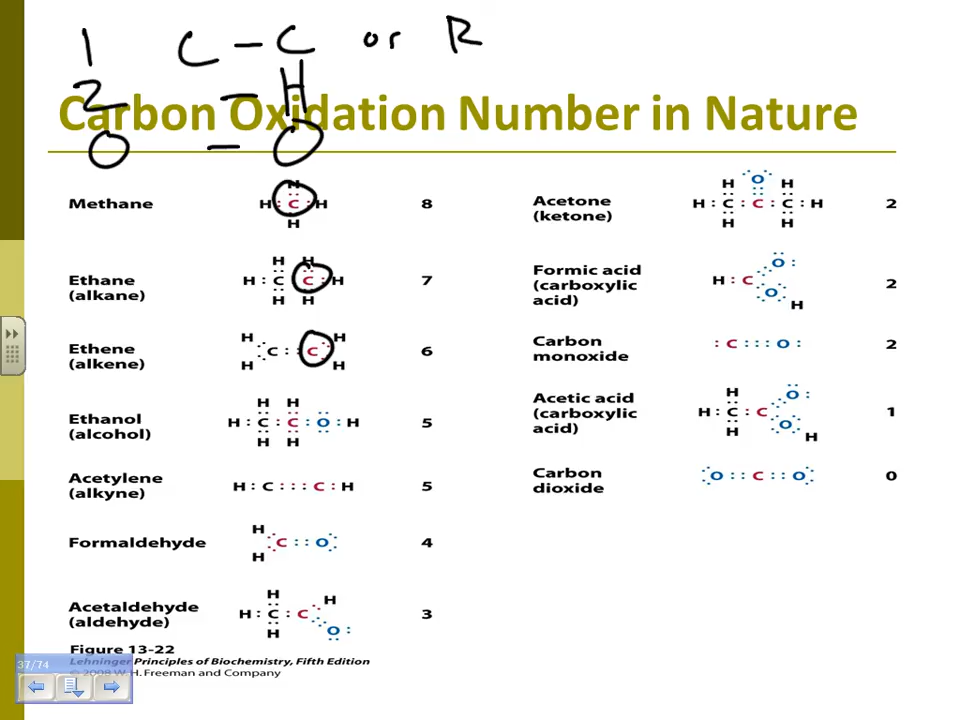 1 C – C or R
2 – H
0 – O
Carbon Oxidation Number in Nature
Methane
H : C : H
H
H
8
Ethane
(alkane)
H H
H : C : C : H
H H
7
Ethene
(alkene)
H H
C : : C
H H
6
Ethanol
(alcohol)
H H
H : C : C : O : H
H H
5
Acetylene
(alkyne)
H : C : : : C : H
5
Formaldehyde
H
C : : O
H
4
Acetaldehyde
(aldehyde)
H H
H : C : C
H O :
3
Acetone
(ketone)
H O H
H : C : C : C : H
H H
2
Formic acid
(carboxylic
acid)
O :
H : C
O
H
2
Carbon
monoxide
: C : : : O :
2
Acetic acid
(carboxylic
acid)
H O :
H : C : C
H O
H
1
Carbon
dioxide
O : : C : : O
0
Figure 13-22
Lehninger Principles of Biochemistry, Fifth Edition
© 2008 W. H. Freeman and Company
37/74